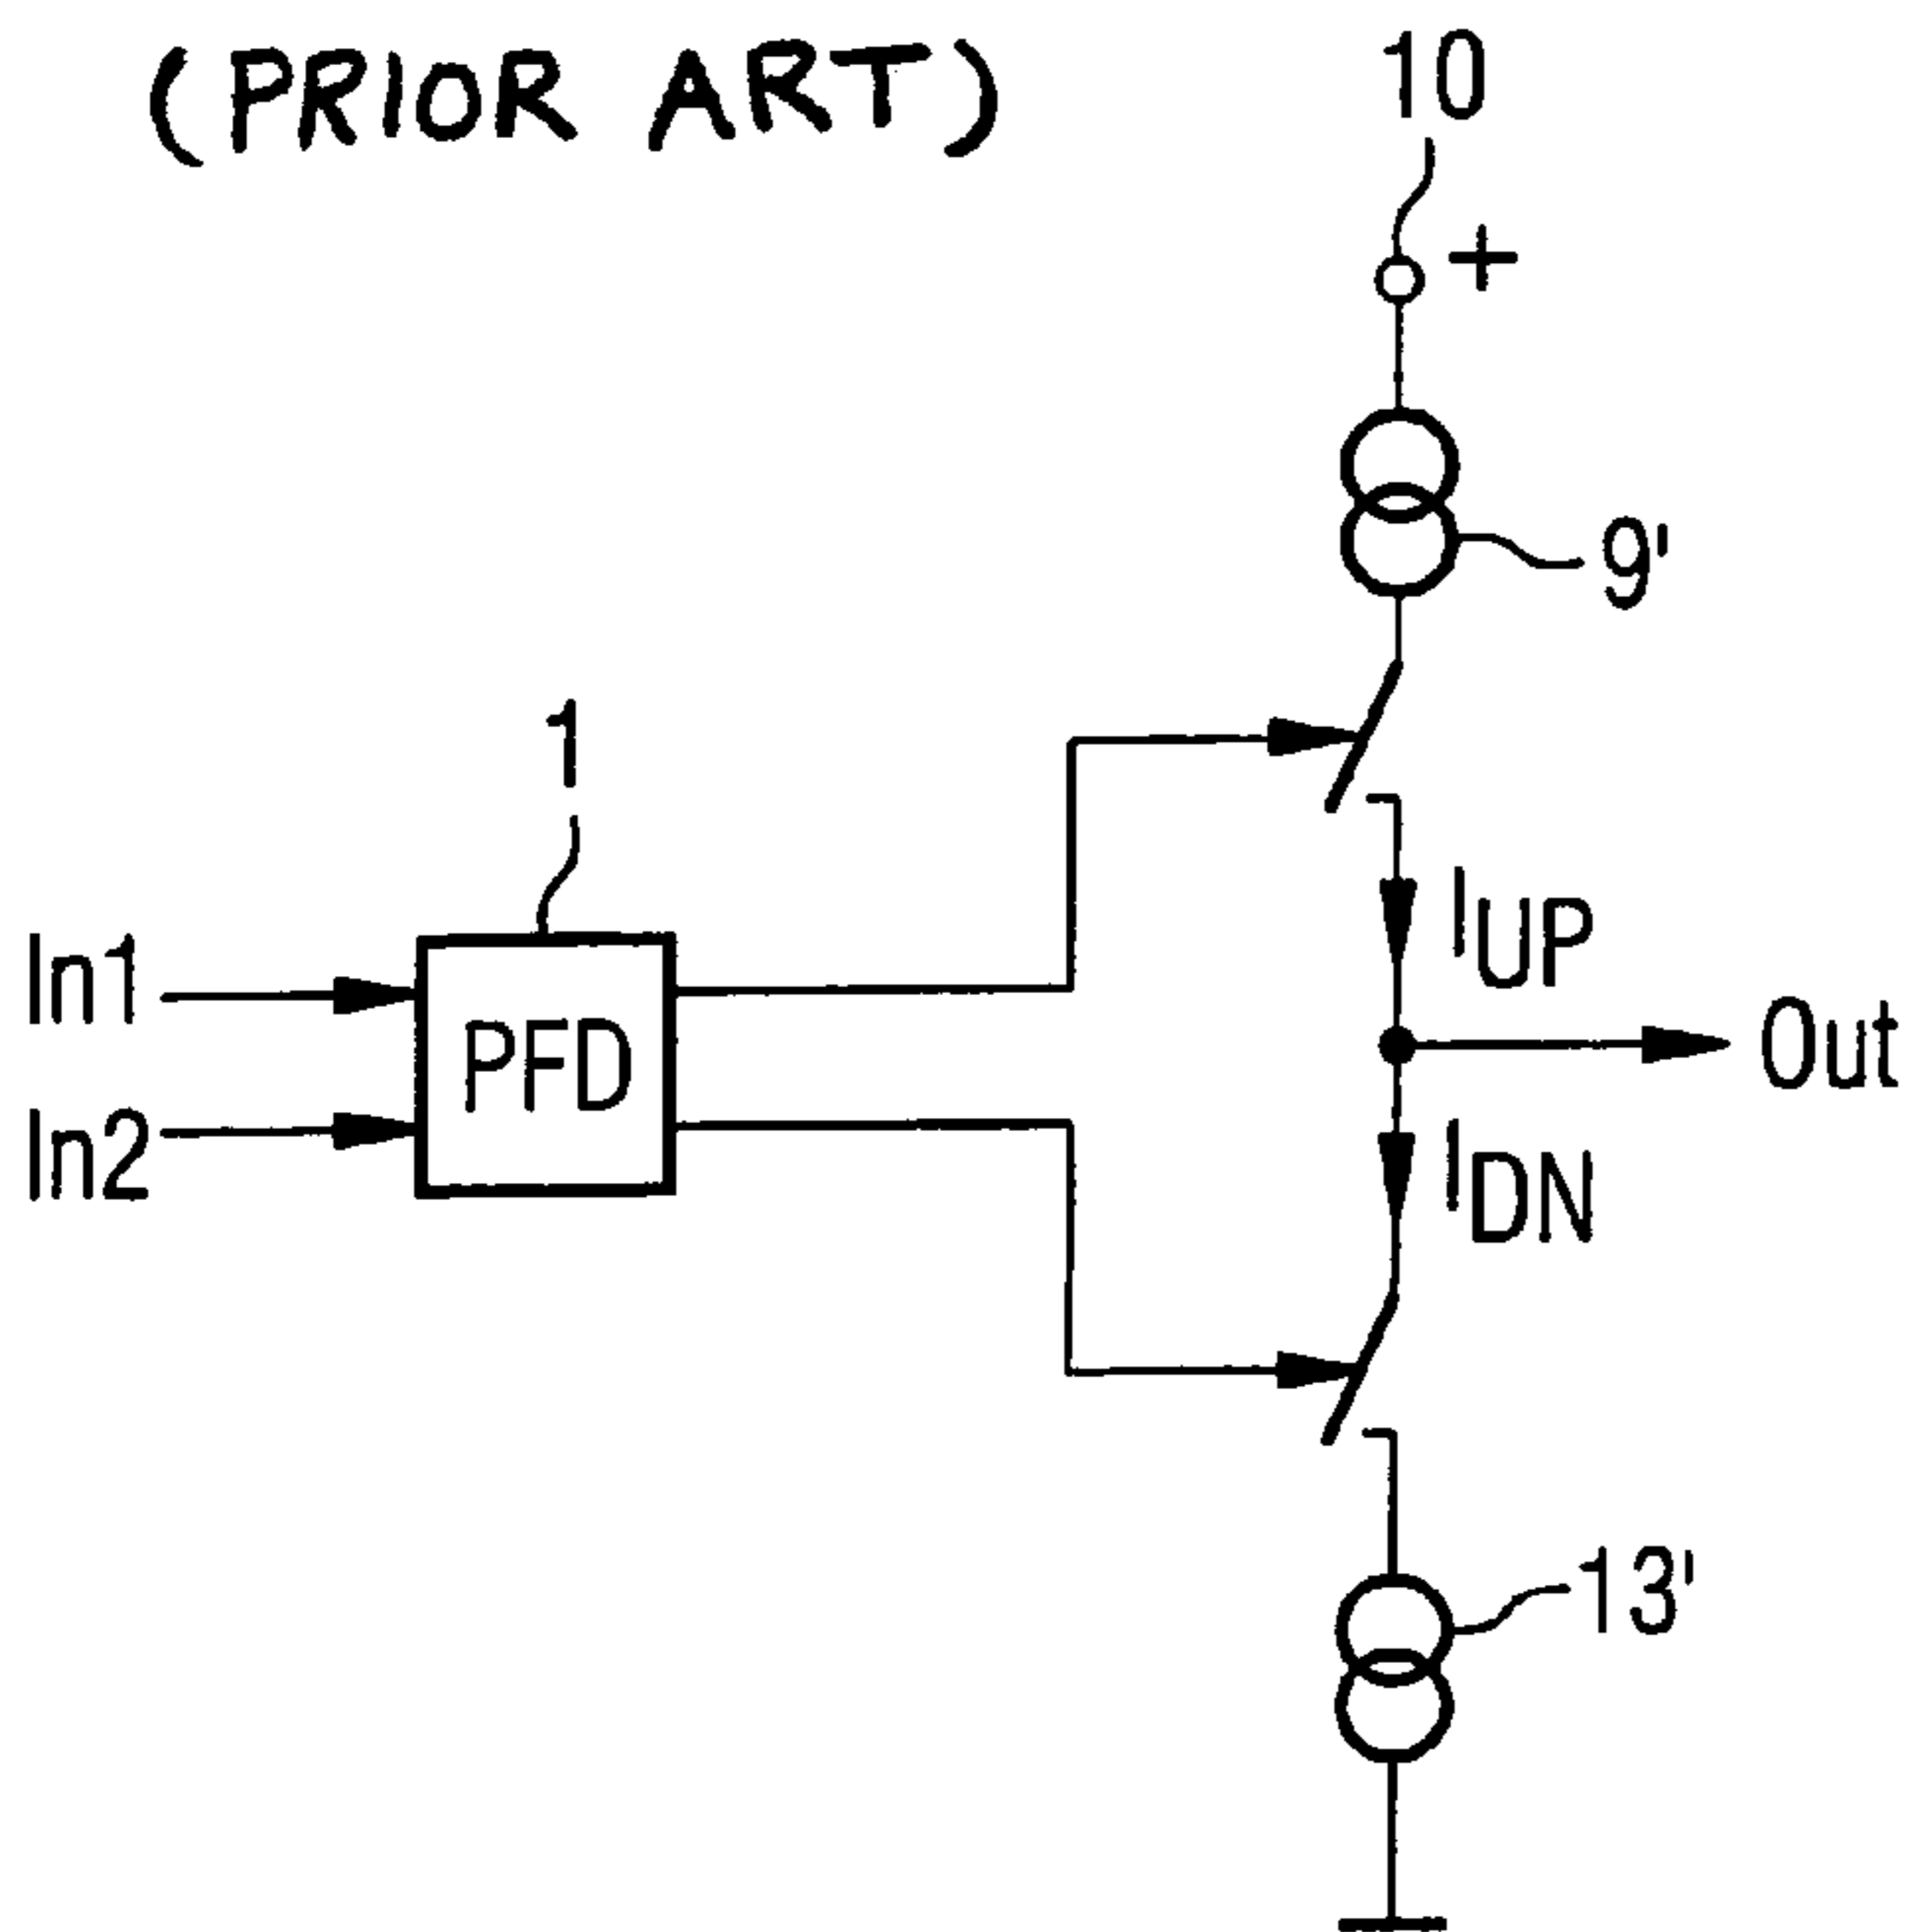 (PRIOR ART)
10
+
9'
1
In1
In2
PFD
IUP
Out
IDN
13'